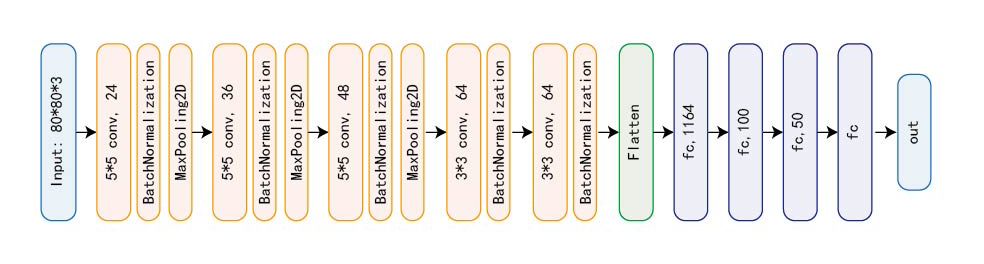 Input: 80*80*3
5*5 conv, 24
BatchNormalization
MaxPooling2D
5*5 conv, 36
BatchNormalization
MaxPooling2D
5*5 conv, 48
BatchNormalization
MaxPooling2D
3*3 conv, 64
BatchNormalization
3*3 conv, 64
BatchNormalization
Flatten
fc, 1164
fc, 100
fc, 50
fc
out